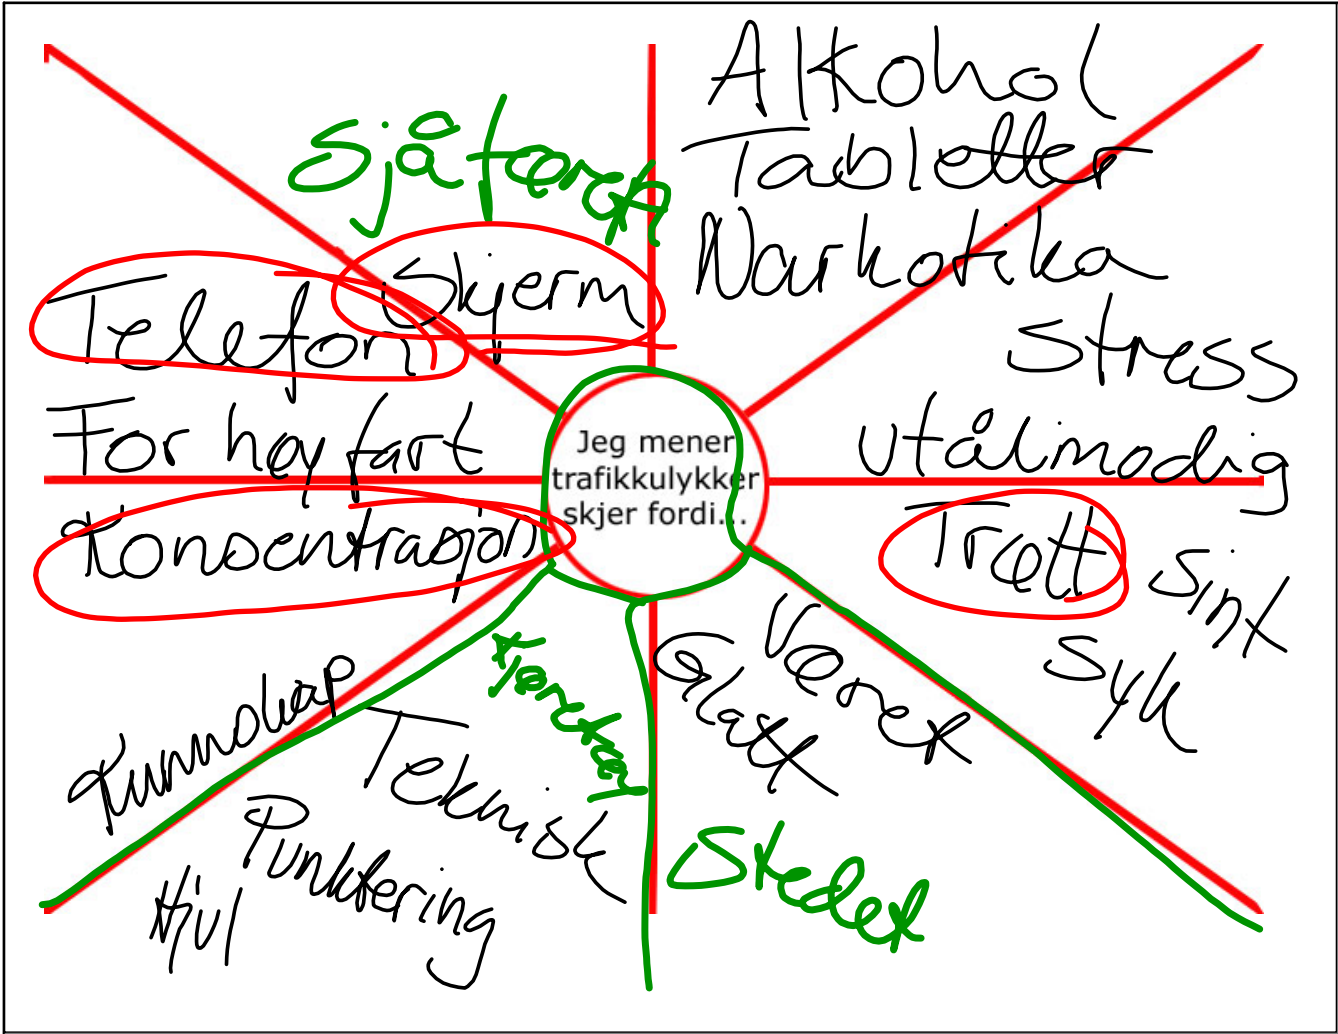 Sjåføren
Skjerm
Telefon
For høy fart
Konsentrasjon
Kunnskap
Alkohol
Tabletter
Narkotika
Stress
Utålmodig
Trøtt
Sint
Syk
Jeg mener
trafikkulykker
skjer fordi...
Været
Glatt
Stedet
Kjøretøy
Teknisk
Punktering
Hjul